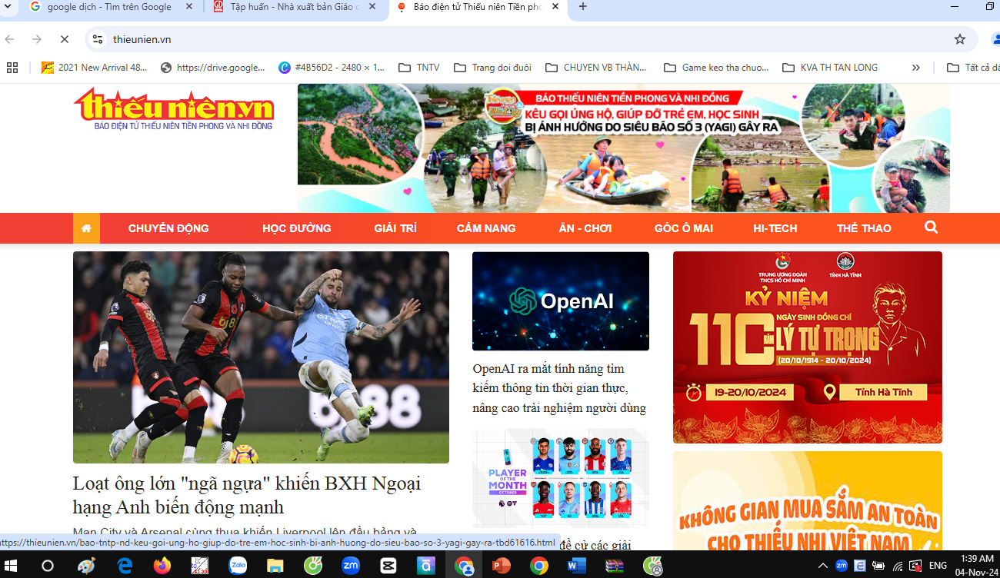 google dịch - Tìm trên Google
Tập huấn - Nhà xuất bản Giáo d
Báo điện tử Thiếu niên Tiền pho
thieunien.vn
2021 New Arrival 48...
https://drive.google...
#4B56D2 - 2480 × 1...
TNTV
Trang doi đuôi
CHUYEN VB THÀN...
Game keo tha chuo...
KVA TH TAN LONG
Tất cả dấ
thiếu niên.vn
BÁO ĐIỆN TỬ THIẾU NIÊN TIỀN PHONG VÀ NHI ĐỒNG
BÁO THIẾU NIÊN TIỀN PHONG VÀ NHI ĐỒNG
KÊU GỌI ỦNG HỘ, GIÚP ĐỠ TRẺ EM, HỌC SINH
BỊ ẢNH HƯỞNG DO SIÊU BÃO SỐ 3 (YAGI) GÂY RA
CHUYỂN ĐỘNG
HỌC ĐƯỜNG
GIẢI TRÍ
CẨM NANG
ĂN - CHƠI
GÓC Ô MAI
HI-TECH
THỂ THAO
Loạt ông lớn "ngã ngựa" khiến BXH Ngoại
hạng Anh biến động mạnh
Man City và Arsenal cùng thua khiến Liverpool lên đầu bảng và
OpenAI
OpenAI ra mắt tính năng tìm
kiếm thông tin thời gian thực,
nâng cao trải nghiệm người dùng
PLAYER
OF THE
MONTH
OCTOBER
đề cử các giải
TRUNG ƯƠNG ĐOÀN
TNCS HỒ CHÍ MINH
TỈNH HÀ TĨNH
KỶ NIỆM
110 NĂM
NGÀY SINH ĐỒNG CHÍ
LÝ TỰ TRỌNG
(20/10/1914 - 20/10/2024)
19-20/10/2024
Tỉnh Hà Tĩnh
KHÔNG GIAN MUA SẮM AN TOÀN
CHO THIẾU NHI VIỆT NAM
https://thieunien.vn/bao-tntp-nd-keu-goi-ung-ho-giup-do-tre-em-hoc-sinh-bi-anh-huong-do-sieu-bao-so-3-yagi-gay-ra-tbd61616.html
Zalo
zm
zm
ENG
1:39 AM
04-Nov-24